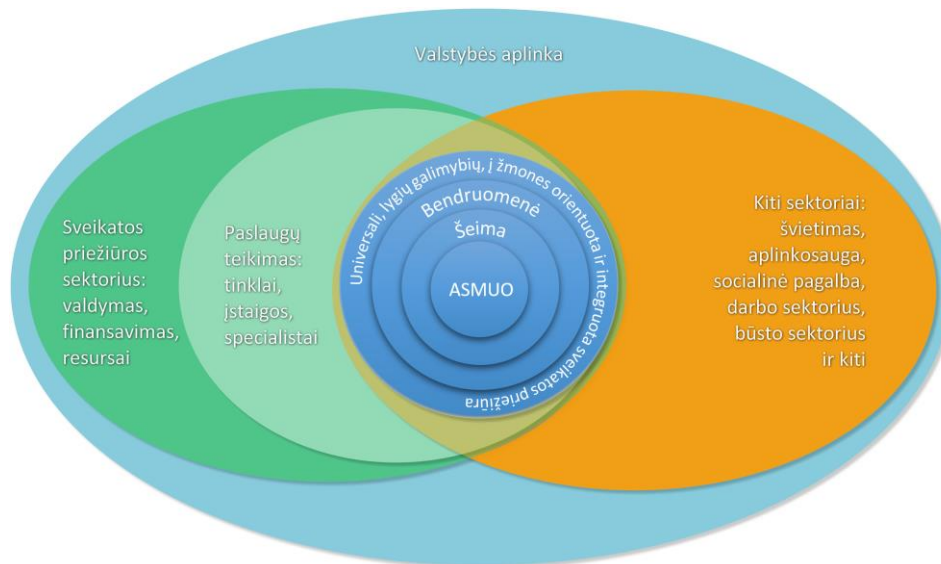 Valstybės aplinka
Sveikatos
priežiūros
sektorius:
valdymas,
finansavimas,
resursai
Paslaugų
teikimas:
tinklai,
įstaigos,
specialistai
Universali, lygių galimybių, į žmones orientuota ir integruota sveikatos priežiūra
Bendruomenė
Šeima
ASMUO
Kiti sektoriai:
švietimas,
aplinkosauga,
socialinė pagalba,
darbo sektorius,
būsto sektorius
ir kiti